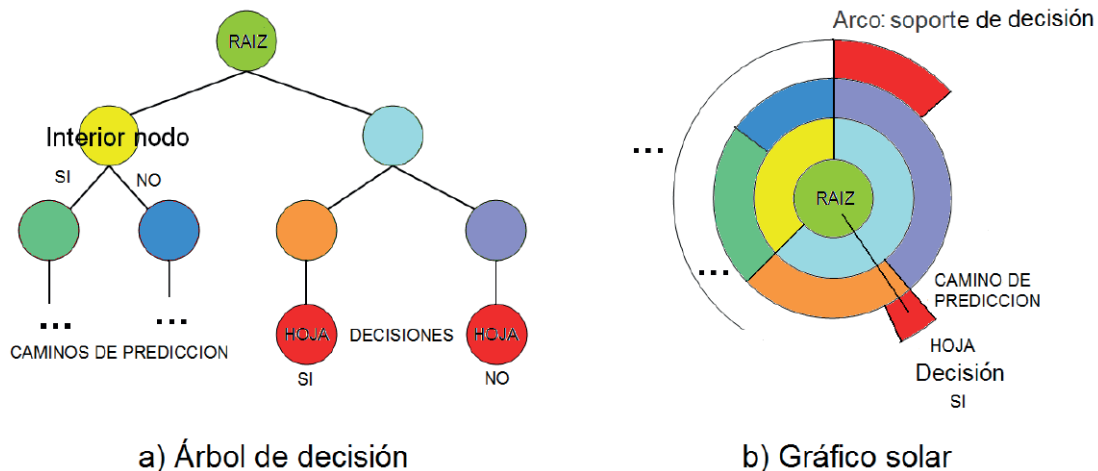 RAIZ
Interior nodo
SI
NO
...
...
CAMINOS DE PREDICCION
HOJA
DECISIONES
HOJA
SI
NO
a) Árbol de decisión
Arco: soporte de decisión
...
RAIZ
...
CAMINO DE
PREDICCION
HOJA
Decisión
SI
b) Gráfico solar